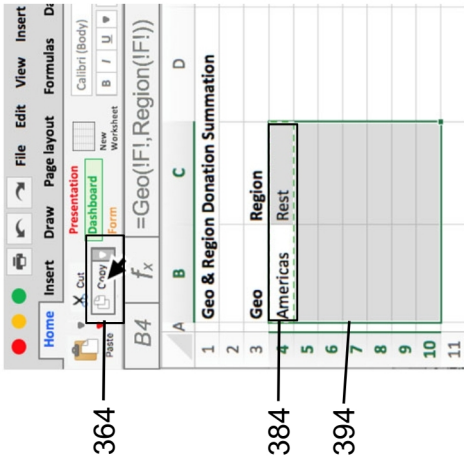 File Edit View Insert
Home Insert Draw Page layout Formulas Da
Paste Cut Copy Presentation Dashboard Form New Worksheet Calibri (Body) B I U
B4 fx =Geo(!F!,Region(!F!))
A B C D
1 Geo & Region Donation Summation
2
3 Geo Region
4 Americas Rest
5
6
7
8
9
10
11
364
384
394